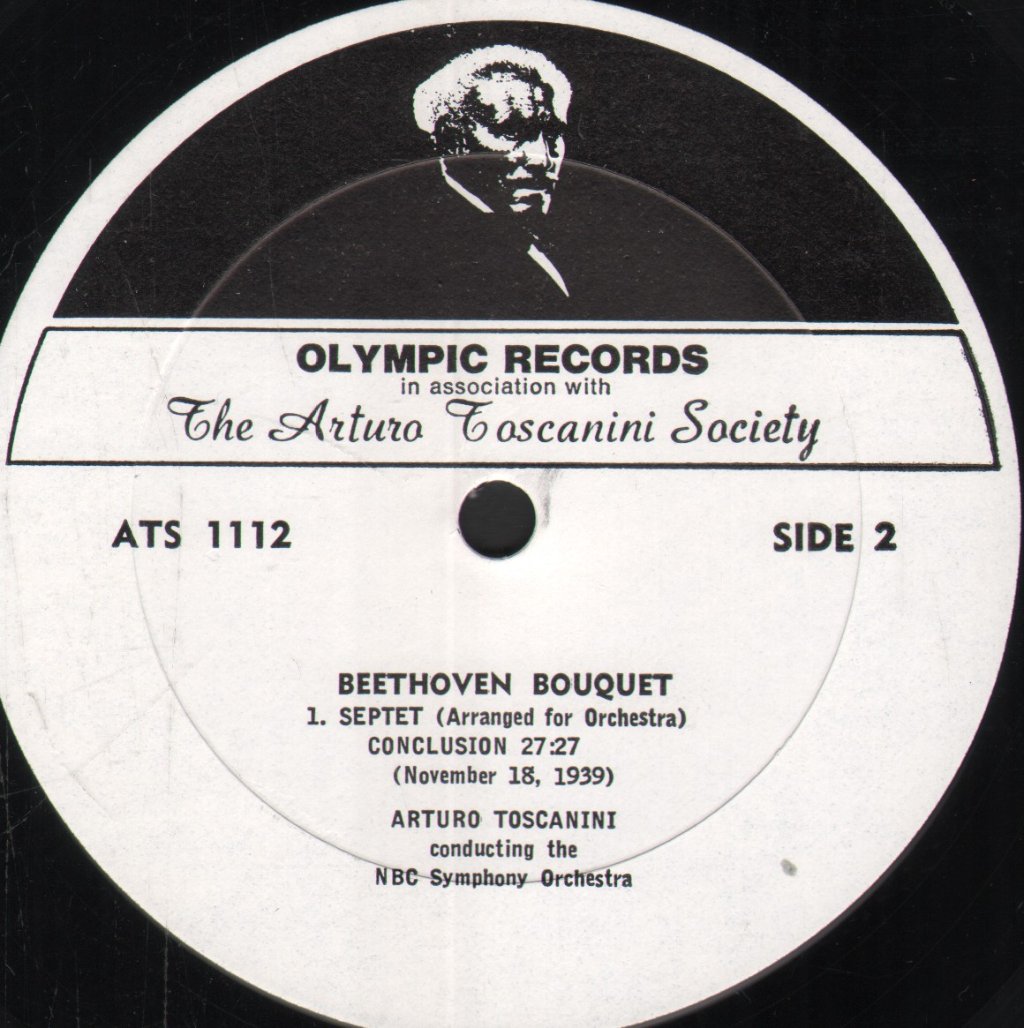 OLYMPIC RECORDS
in association with
The Arturo Toscanini Society
ATS 1112
SIDE 2
BEETHOVEN BOUQUET
1. SEPTET (Arranged for Orchestra)
CONCLUSION 27:27
(November 18, 1939)
ARTURO TOSCANINI
conducting the
NBC Symphony Orchestra